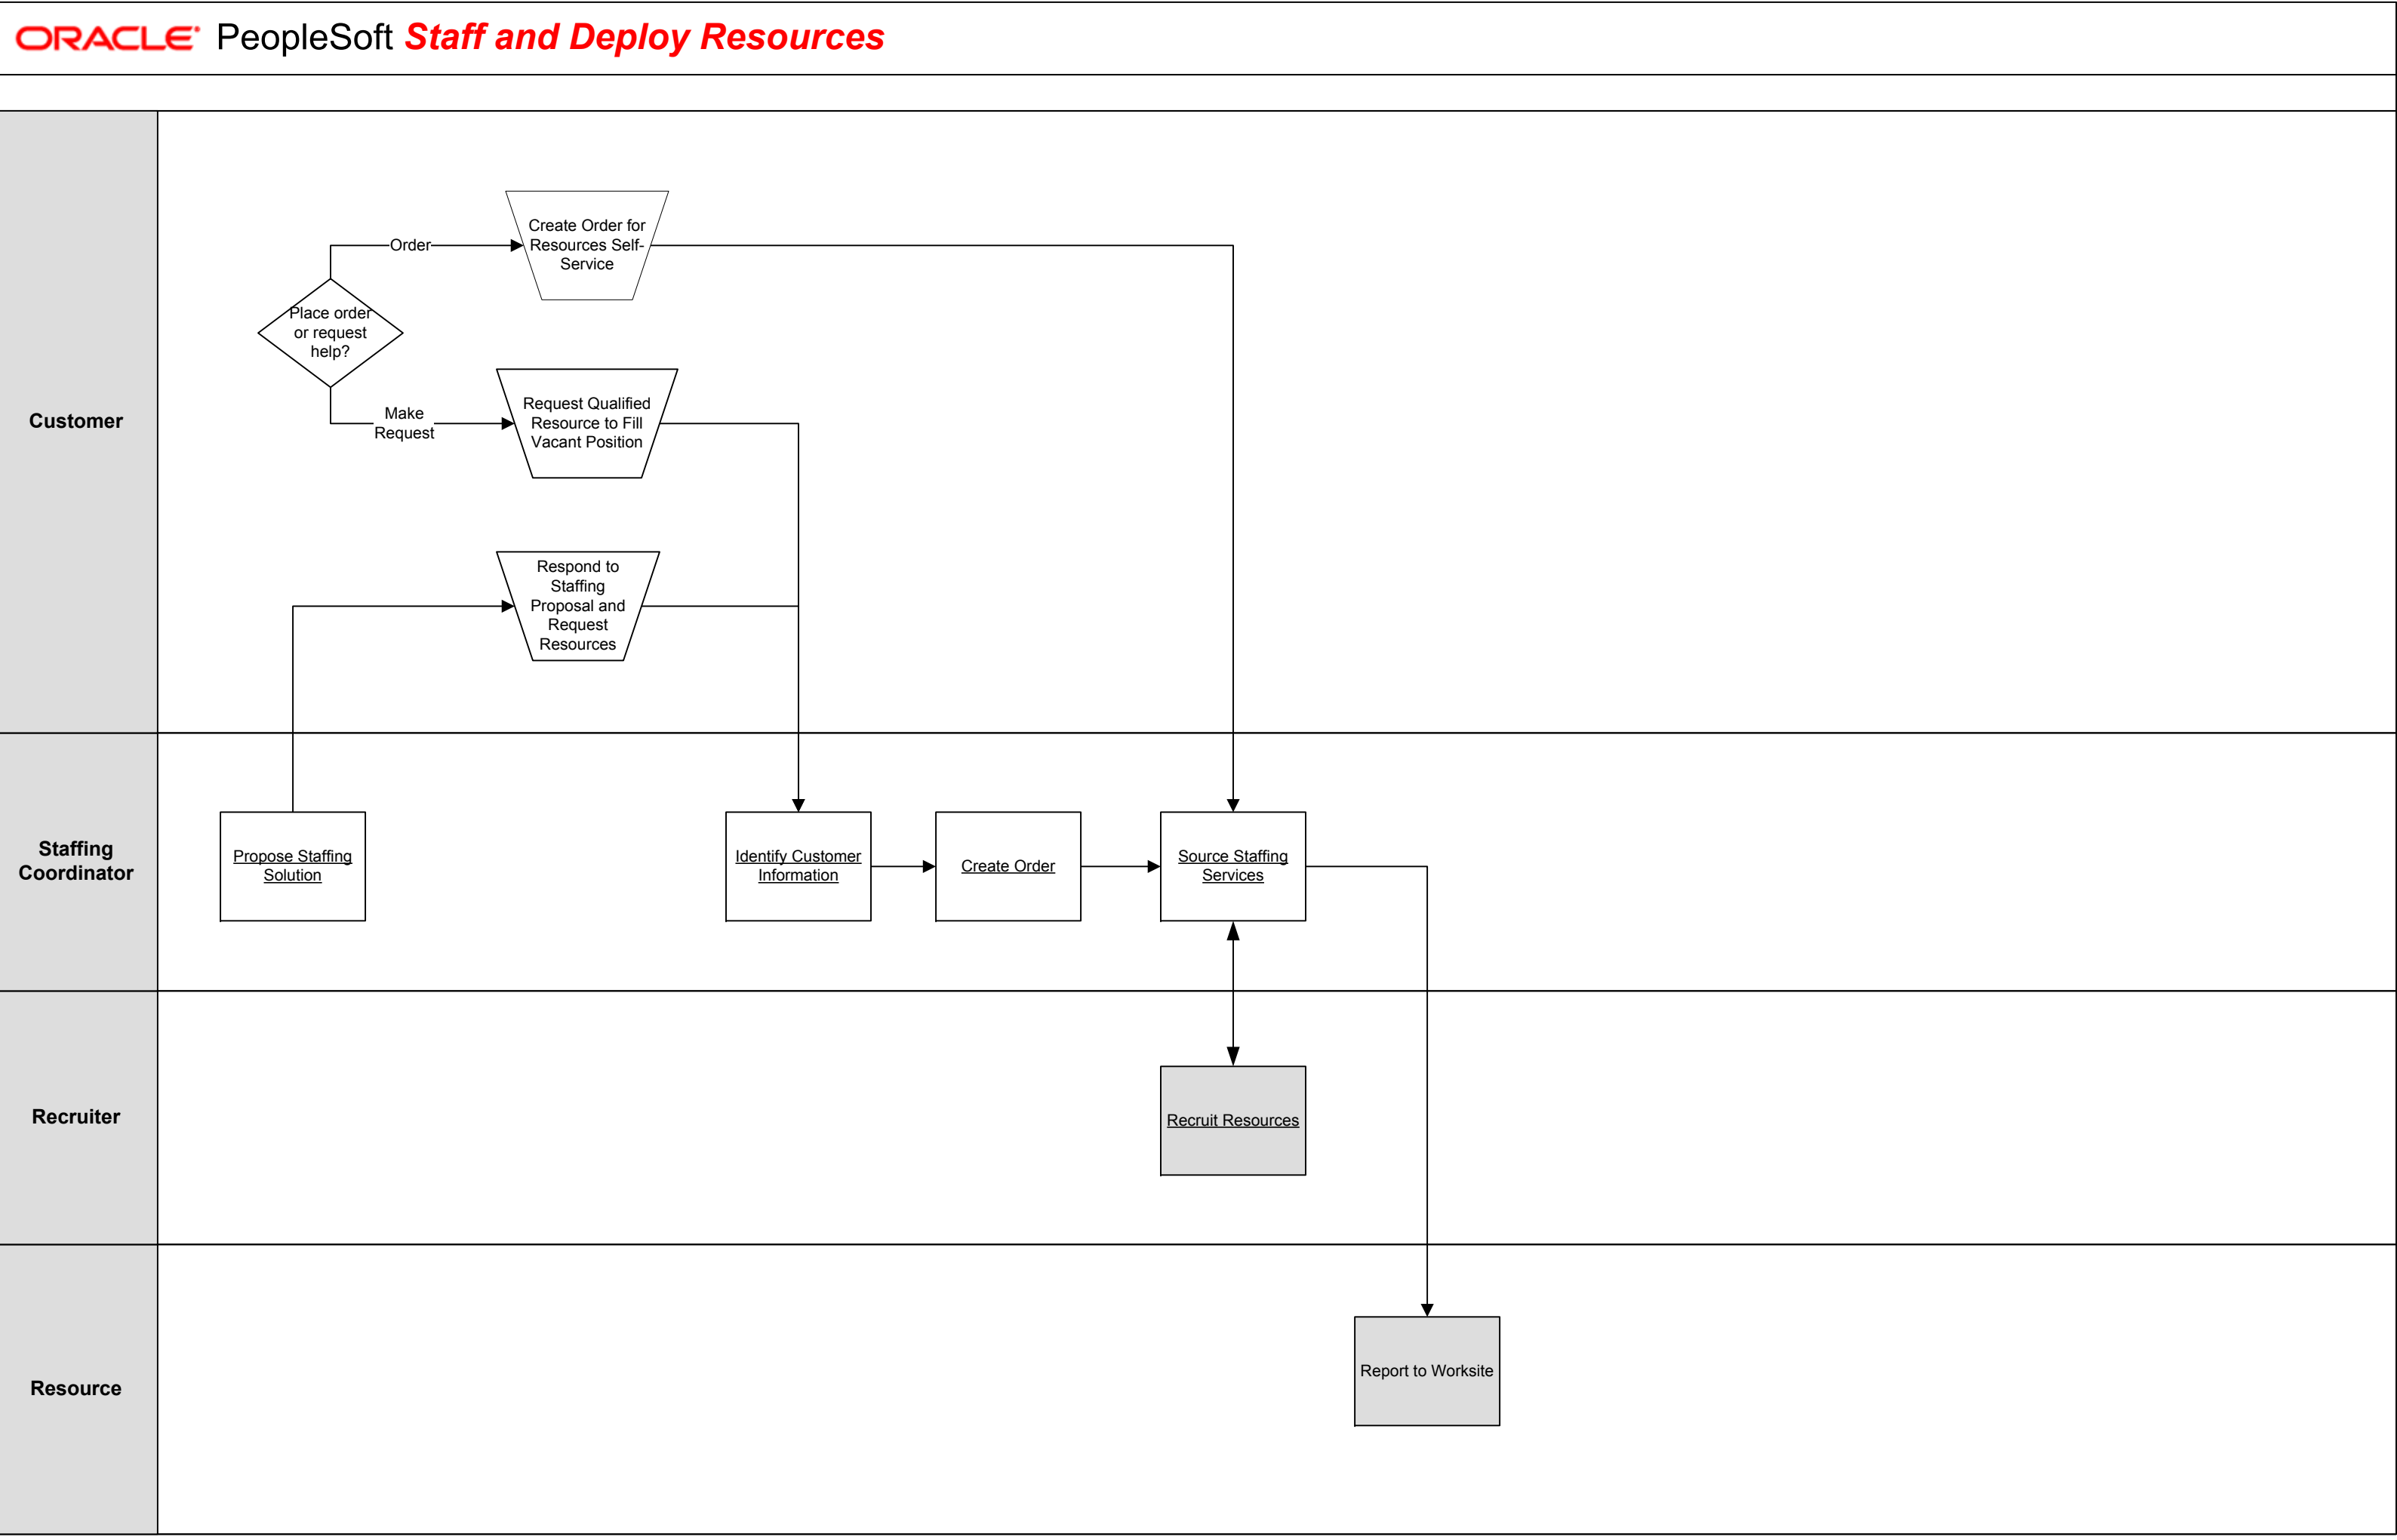 ORACLE® PeopleSoft Staff and Deploy Resources
Customer
Place order
or request
help?
Order
Create Order for
Resources Self-
Service
Make
Request
Request Qualified
Resource to Fill
Vacant Position
Respond to
Staffing
Proposal and
Request
Resources
Staffing
Coordinator
Propose Staffing
Solution
Identify Customer
Information
Create Order
Source Staffing
Services
Recruiter
Recruit Resources
Resource
Report to Worksite